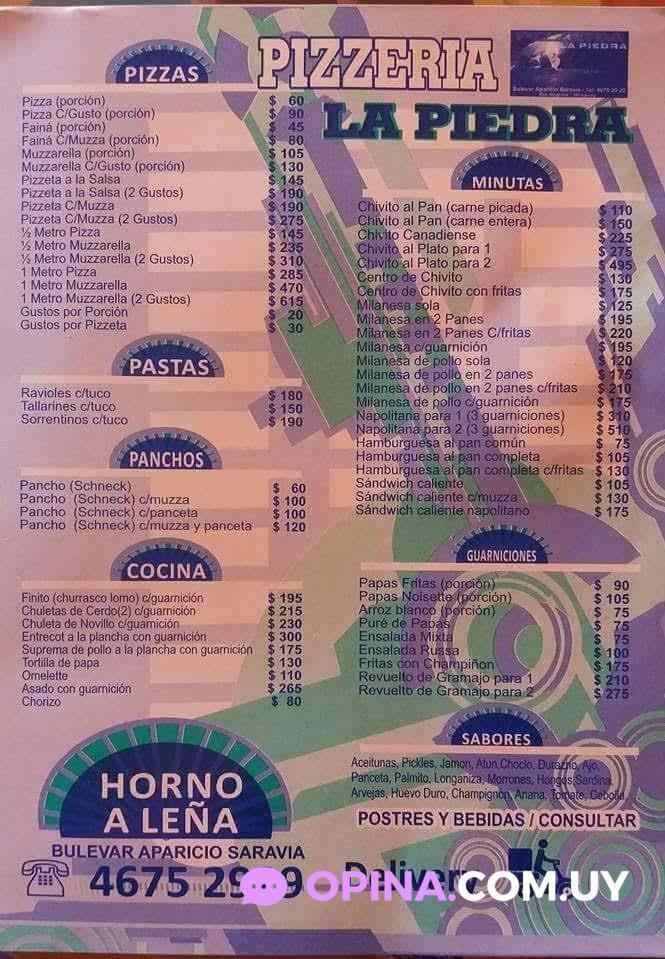 PIZZERIA
LA PIEDRA
LA PIEDRA
PIZZAS
Pizza (porción) $ 60
Pizza C/Gusto (porción) $ 90
Fainá (porción) $ 45
Fainá C/Muzza (porción) $ 80
Muzzarella (porción) $ 105
Muzzarella C/Gusto (porción) $ 130
Pizzeta a la Salsa $ 145
Pizzeta a la Salsa (2 Gustos) $ 190
Pizzeta C/Muzza $ 190
Pizzeta C/Muzza (2 Gustos) $ 275
½ Metro Pizza $ 145
½ Metro Muzzarella $ 235
½ Metro Muzzarella (2 Gustos) $ 310
1 Metro Pizza $ 285
1 Metro Muzzarella $ 470
1 Metro Muzzarella (2 Gustos) $ 615
Gustos por Porción $ 20
Gustos por Pizzeta $ 30
PASTAS
Ravioles c/tuco $ 180
Tallarines c/tuco $ 150
Sorrentinos c/tuco $ 190
PANCHOS
Pancho (Schneck) $ 60
Pancho (Schneck) c/muzza $ 100
Pancho (Schneck) c/panceta $ 100
Pancho (Schneck) c/muzza y panceta $ 120
COCINA
Finito (churrasco lomo) c/guarnición $ 195
Chuletas de Cerdo(2) c/guarnición $ 215
Chuleta de Novillo c/guarnición $ 230
Entrecot a la plancha con guarnición $ 300
Suprema de pollo a la plancha con guarnición $ 175
Tortilla de papa $ 130
Omelette $ 110
Asado con guarnición $ 265
Chorizo $ 80
MINUTAS
Chivito al Pan (carne picada) $ 110
Chivito al Pan (carne entera) $ 150
Chivito Canadiense $ 225
Chivito al Plato para 1 $ 275
Chivito al Plato para 2 $ 495
Centro de Chivito $ 130
Centro de Chivito con fritas $ 175
Milanesa sola $ 125
Milanesa en 2 Panes $ 195
Milanesa en 2 Panes C/fritas $ 220
Milanesa c/guarnición $ 195
Milanesa de pollo sola $ 120
Milanesa de pollo en 2 panes $ 175
Milanesa de pollo en 2 panes c/fritas $ 210
Milanesa de pollo c/guarnición $ 175
Napolitana para 1 (3 guarniciones) $ 310
Napolitana para 2 (3 guarniciones) $ 510
Hamburguesa al pan común $ 75
Hamburguesa al pan completa $ 105
Hamburguesa al pan completa c/fritas $ 130
Sándwich caliente $ 105
Sándwich caliente c/muzza $ 130
Sándwich caliente napolitano $ 175
GUARNICIONES
Papas Fritas (porción) $ 90
Papas Noisette (porción) $ 105
Arroz blanco (porción) $ 75
Puré de Papas $ 75
Ensalada Mixta $ 75
Ensalada Russa $ 100
Fritas con Champiñon $ 175
Revuelto de Gramajo para 1 $ 210
Revuelto de Gramajo para 2 $ 275
SABORES
Aceitunas, Pickles, Jamon, Atun,Choclo, Durazno, Ajo,
Panceta, Palmito, Longaniza, Morrones, Hongos,Sardina,
Arvejas, Huevo Duro, Champignon, Anana, Tomate, Cebolla
POSTRES Y BEBIDAS / CONSULTAR
HORNO
A LEÑA
BULEVAR APARICIO SARAVIA
4675 2
Deliver
OPINA.COM.UY